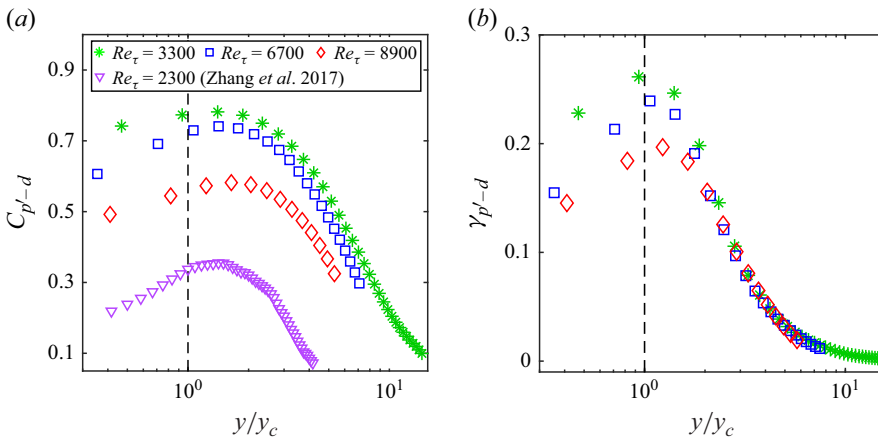 (a)
0.9
0.7
0.5
0.3
0.1
C_{p′−d}
Re_τ = 3300 Re_τ = 6700 Re_τ = 8900
Re_τ = 2300 (Zhang et al. 2017)
10^0 10^1
y/y_c
(b)
0.3
0.2
0.1
0
γ_{p′−d}
10^0 10^1
y/y_c